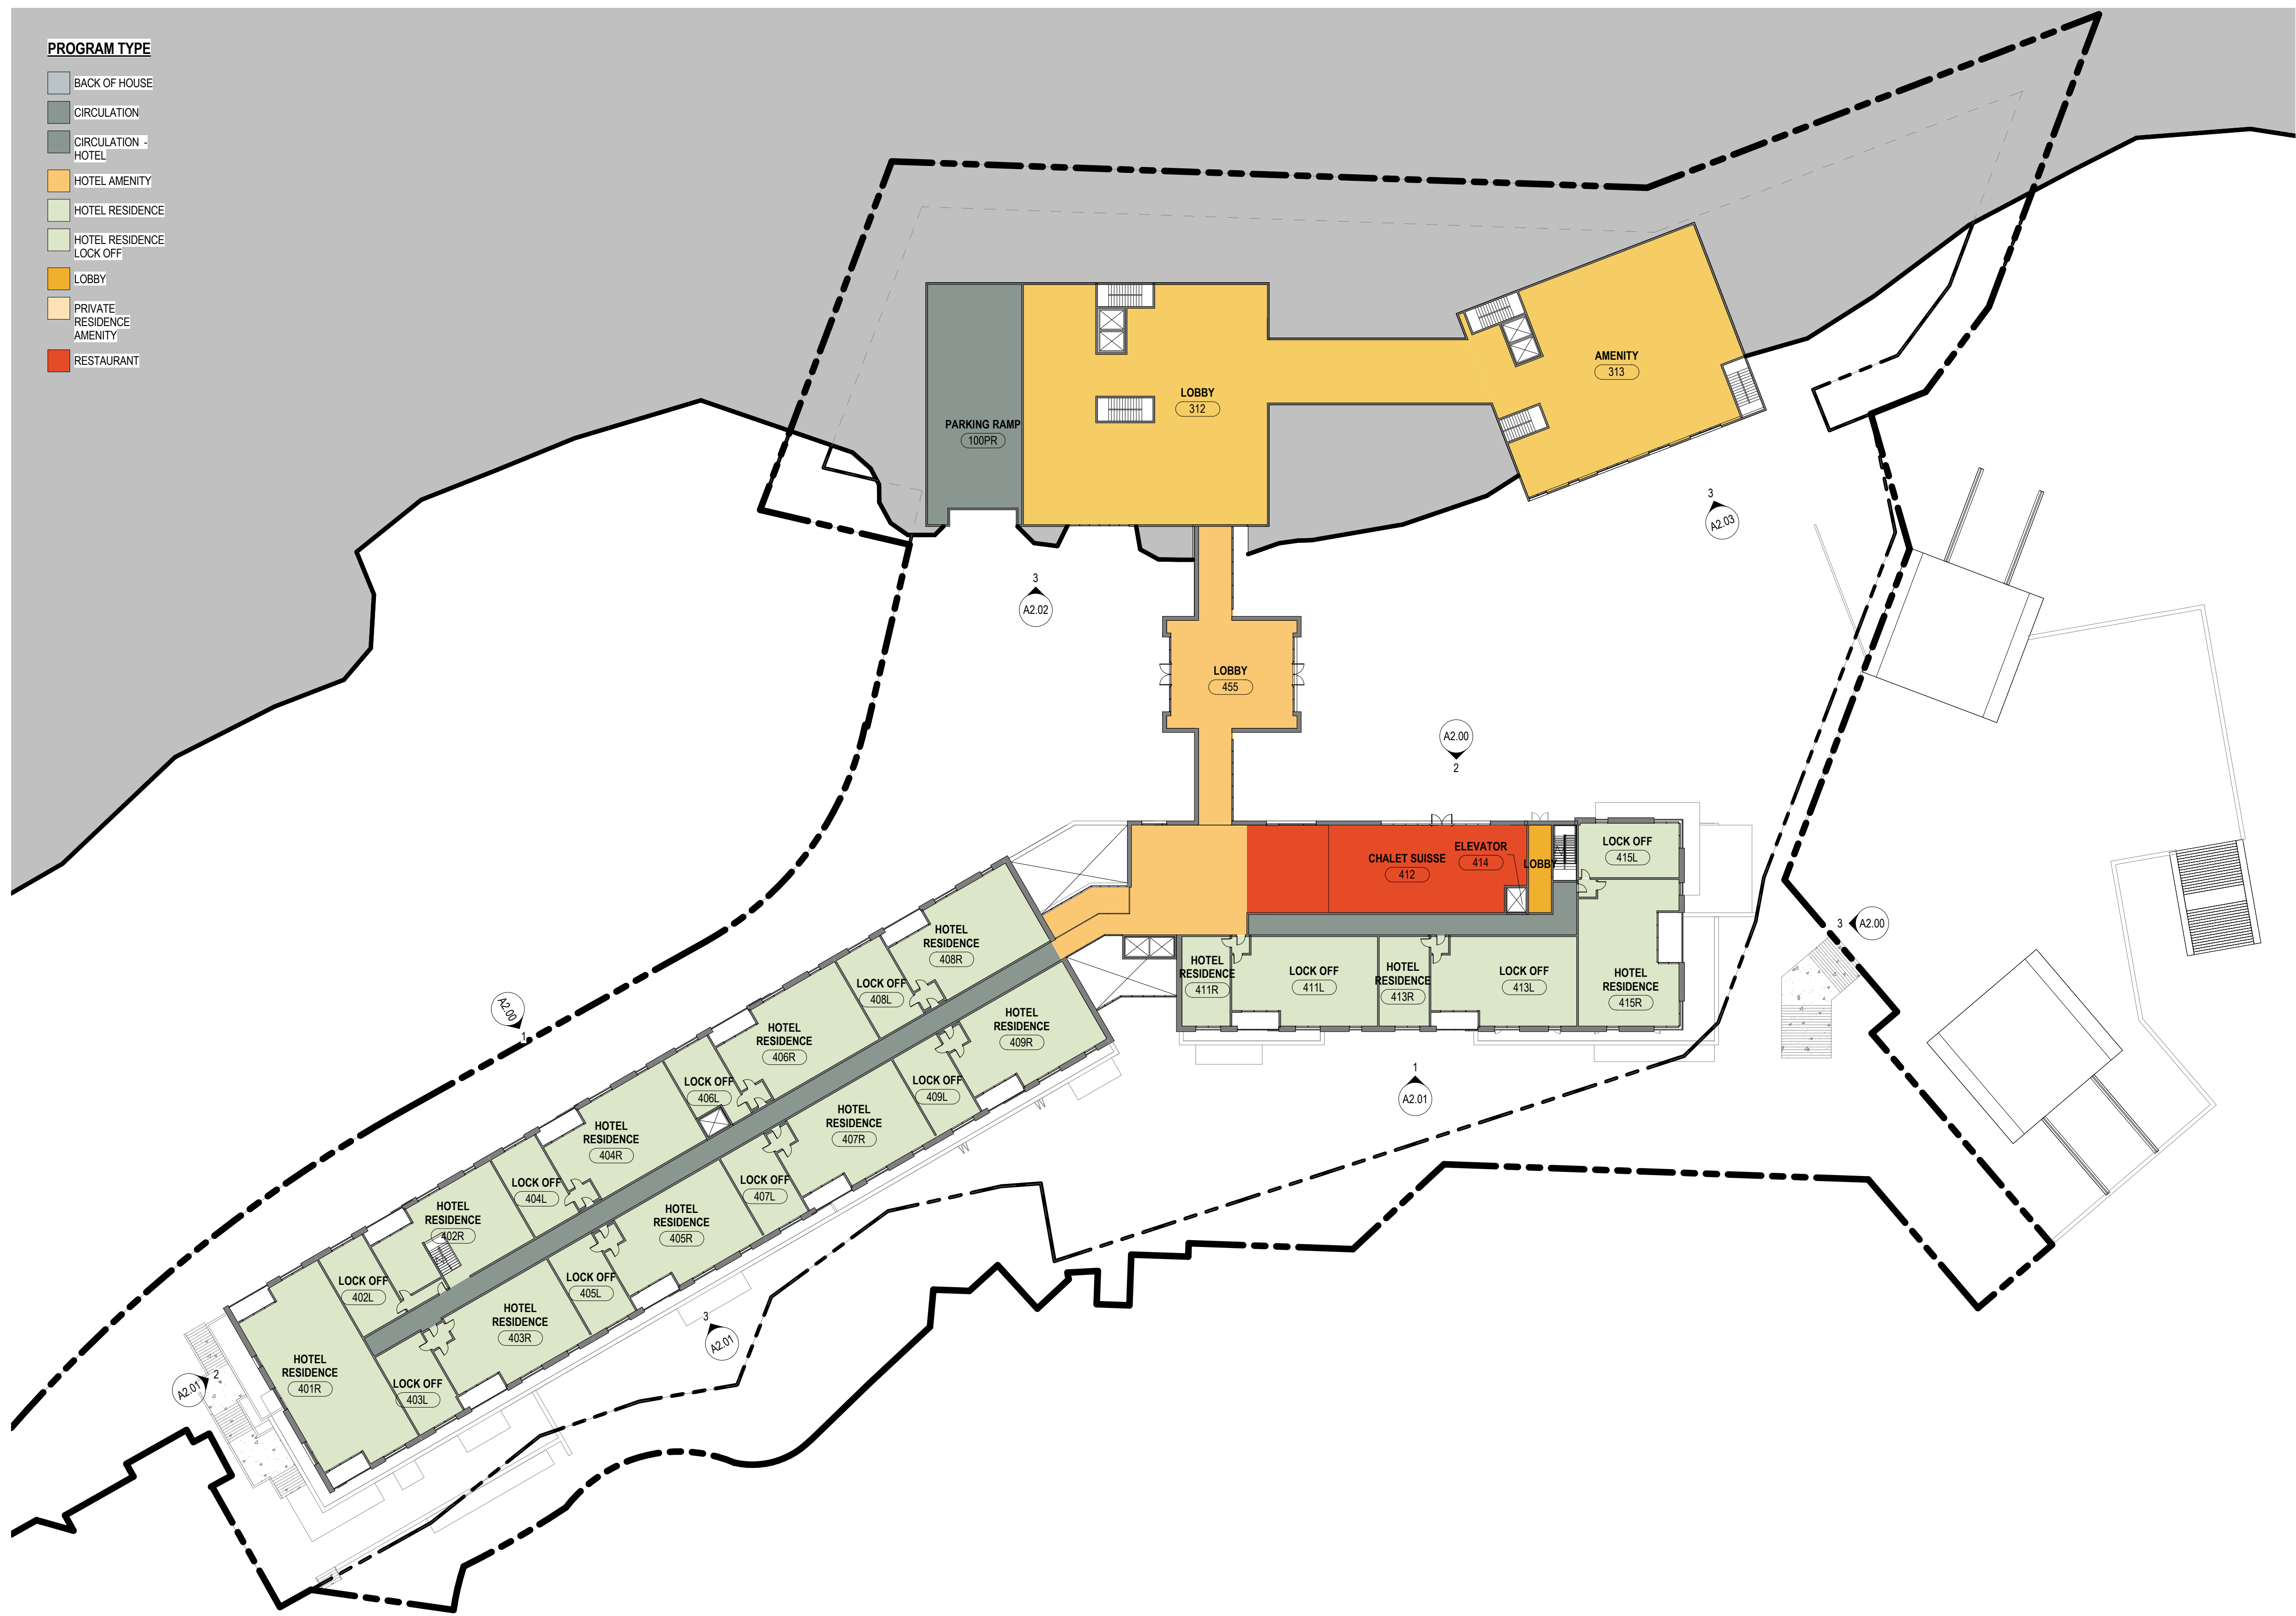 PROGRAM TYPE
BACK OF HOUSE
CIRCULATION
CIRCULATION -
HOTEL
HOTEL AMENITY
HOTEL RESIDENCE
HOTEL RESIDENCE
LOCK OFF
LOBBY
PRIVATE
RESIDENCE
AMENITY
RESTAURANT
AMENITY
313
LOBBY
312
PARKING RAMP
100PR
3
A2.03
3
A2.02
LOBBY
455
A2.00
2
CHALET SUISSE
412
ELEVATOR
414
LOBBY
LOCK OFF
415L
3
A2.00
HOTEL
RESIDENCE
408R
LOCK OFF
408L
HOTEL
RESIDENCE
411R
LOCK OFF
411L
HOTEL
RESIDENCE
413R
LOCK OFF
413L
HOTEL
RESIDENCE
415R
A2.00
1
HOTEL
RESIDENCE
406R
HOTEL
RESIDENCE
409R
LOCK OFF
406L
LOCK OFF
409L
1
A2.01
HOTEL
RESIDENCE
404R
HOTEL
RESIDENCE
407R
LOCK OFF
404L
LOCK OFF
407L
HOTEL
RESIDENCE
402R
HOTEL
RESIDENCE
405R
LOCK OFF
402L
LOCK OFF
405L
HOTEL
RESIDENCE
403R
3
A2.01
HOTEL
RESIDENCE
401R
LOCK OFF
403L
2
A2.01